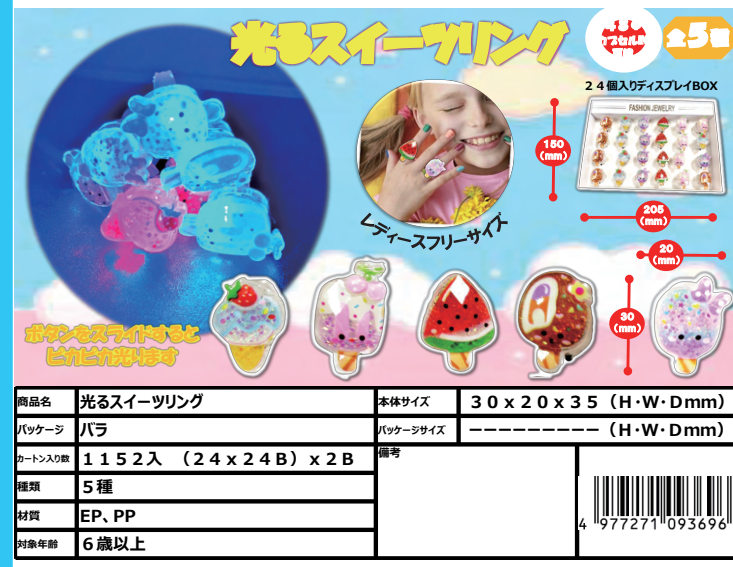 光るスイーツリング
カプセル
全5種
24個入りディスプレイBOX
FASHION JEWELRY
150
(mm)
205
(mm)
20
(mm)
30
(mm)
レディースフリーサイズ
ボタンをスライドすると
ピカピカ光ります
商品名 光るスイーツリング 本体サイズ 30x20x35(H・W・Dmm)
パッケージ バラ パッケージサイズ ーーーーーーーーー(H・W・Dmm)
カートン入り数 1152入 (24x24B)x2B 備考
種類 5種
材質 EP、PP
対象年齢 6歳以上
4 977271 093696